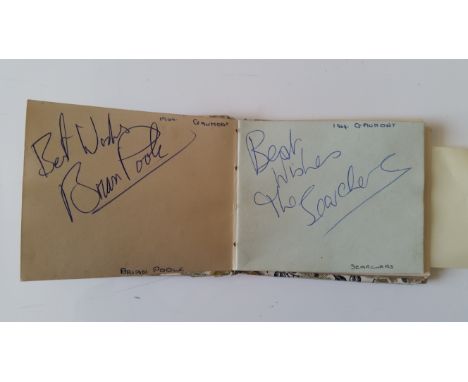 1964. GAUMONT
Best Wishes
Brian Poole
BRIAN POOLE
1964. GAUMONT
Best
Wishes
The Searchers
SEARCHERS